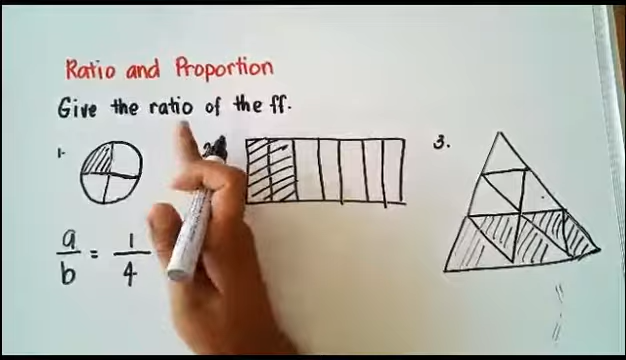 Ratio and Proportion
Give the ratio of the ff.
1.
3.
a/b = 1/4